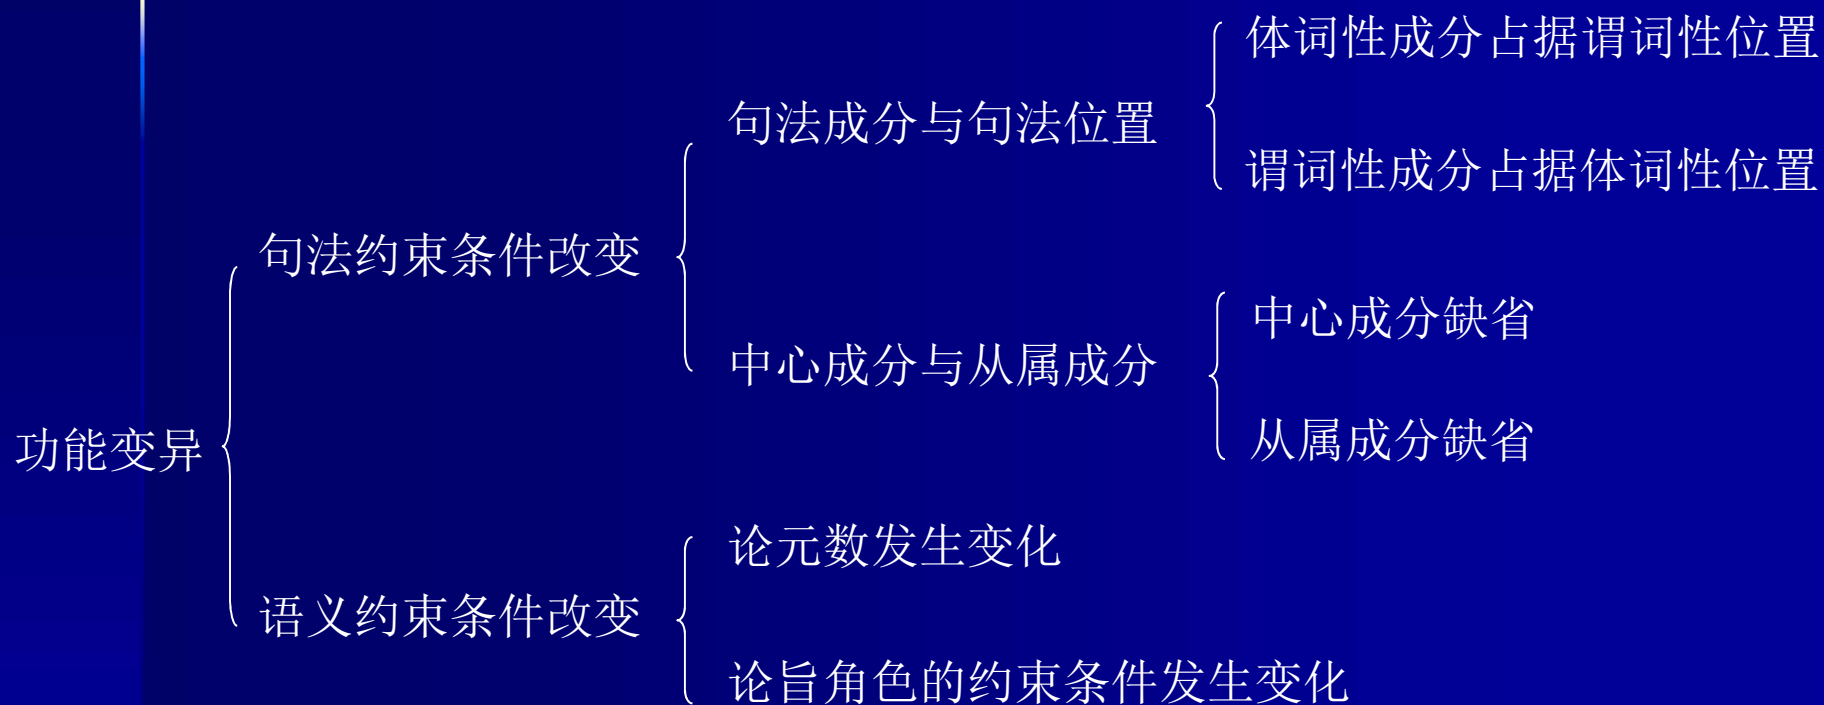 功能变异
句法约束条件改变
句法成分与句法位置
体词性成分占据谓词性位置
谓词性成分占据体词性位置
中心成分与从属成分
中心成分缺省
从属成分缺省
语义约束条件改变
论元数发生变化
论旨角色的约束条件发生变化